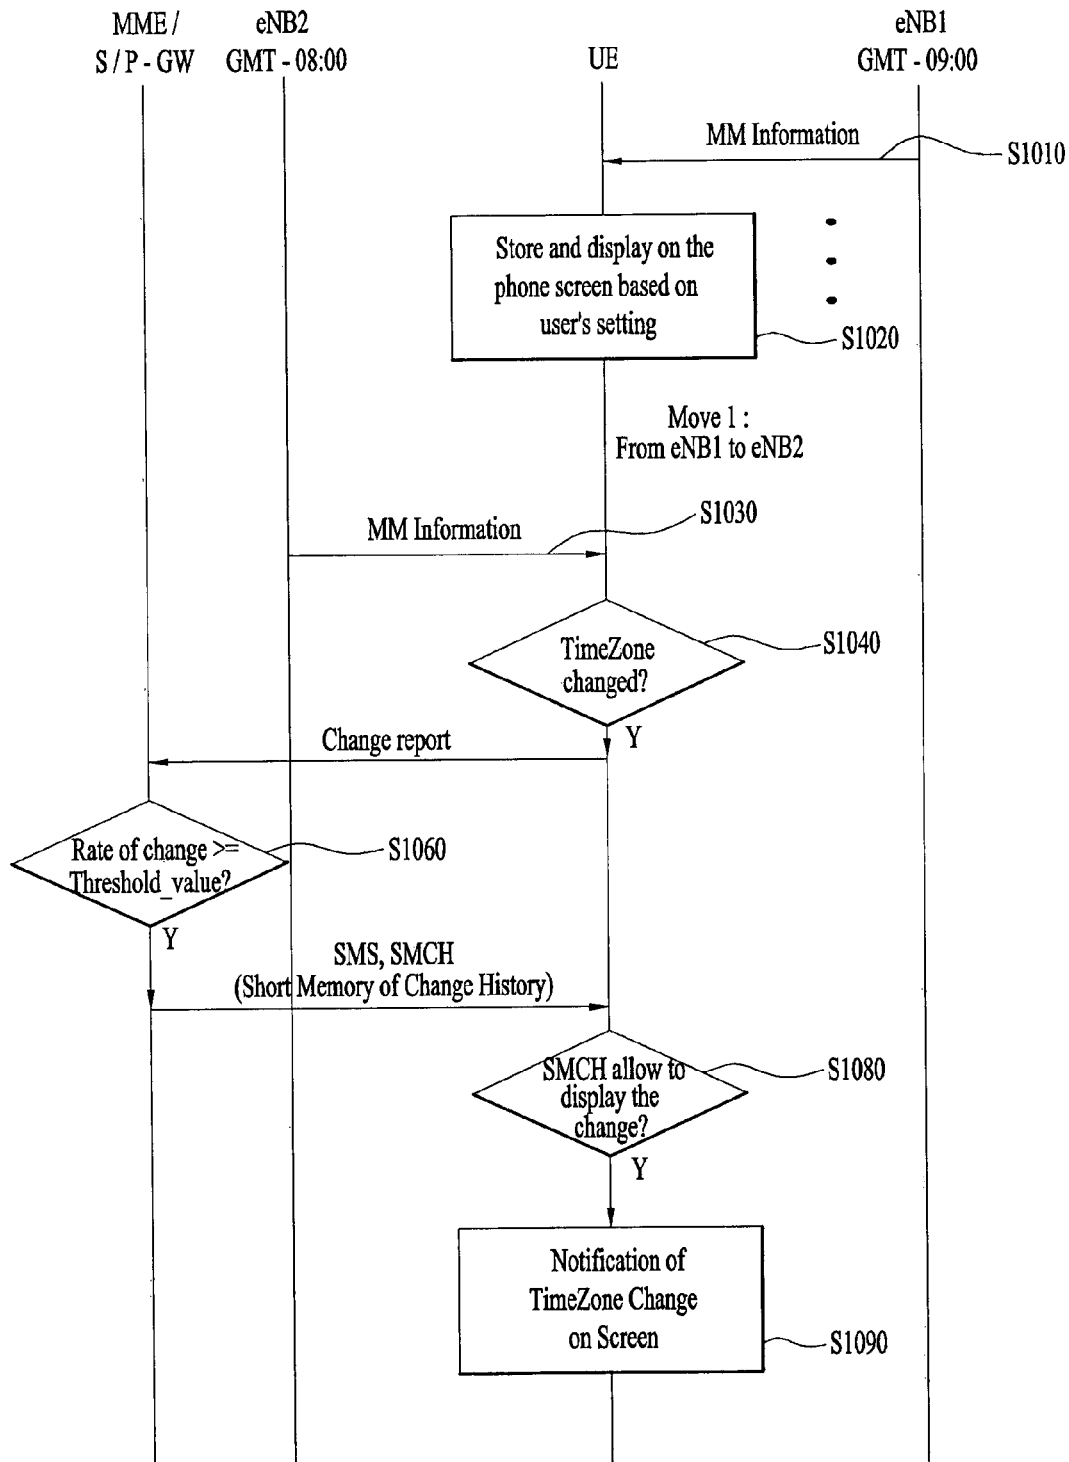 MME /
S / P - GW
eNB2
GMT - 08:00
UE
eNB1
GMT - 09:00
MM Information
S1010
Store and display on the
phone screen based on
user's setting
S1020
Move 1 :
From eNB1 to eNB2
MM Information
S1030
TimeZone
changed?
S1040
Y
Change report
Rate of change >=
Threshold_value?
S1060
Y
SMS, SMCH
(Short Memory of Change History)
SMCH allow to
display the
change?
S1080
Y
Notification of
TimeZone Change
on Screen
S1090